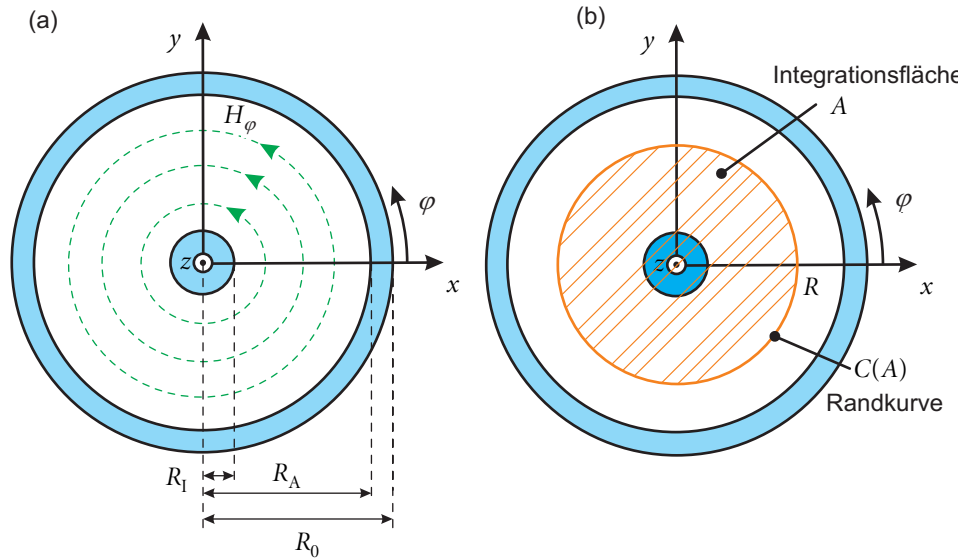 (a)
y
H_φ
φ
z
x
R_I
R_A
R_0
(b)
y
Integrationsfläche
A
φ
z
R
x
C(A)
Randkurve